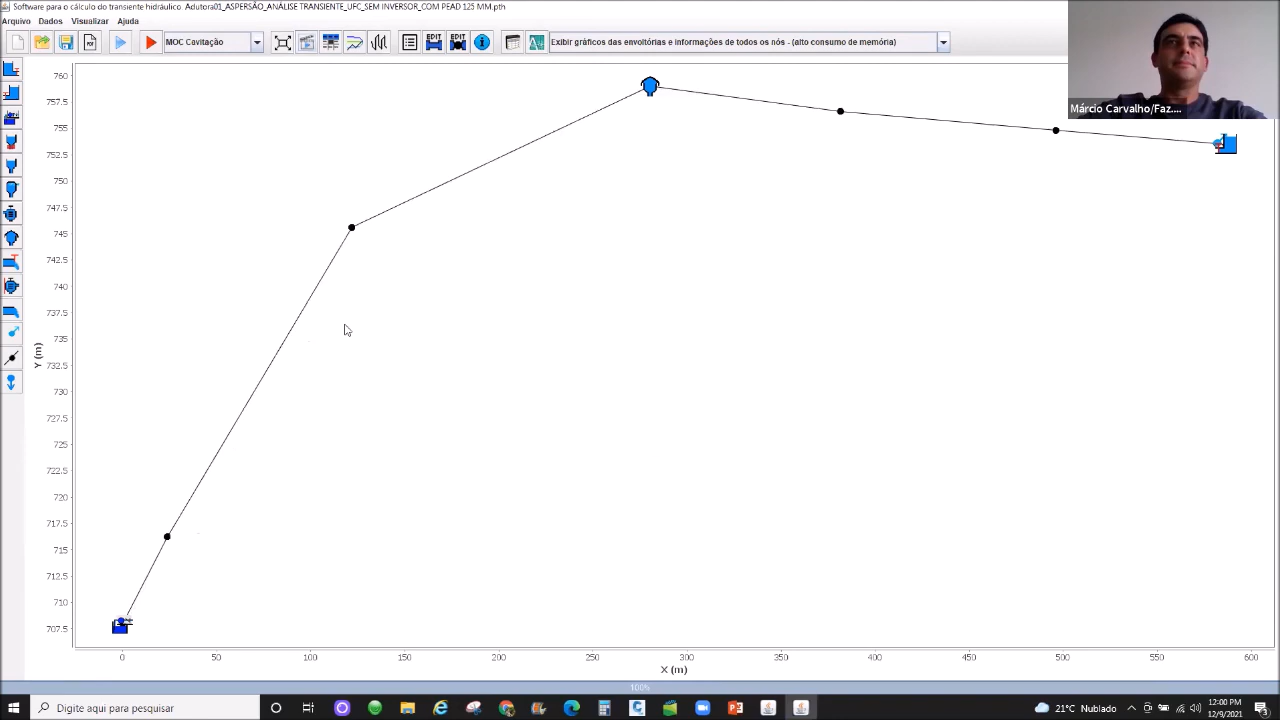 Software para o cálculo do transiente hidráulico. Adutora01_ASPERSÃO_ANÁLISE TRANSIENTE_UFC_SEM INVERSOR_COM PEAD 125 MM.pth
Arquivo Dados Visualizar Ajuda
MOC Cavitação
EDIT EDIT
Exibir gráficos das envoltórias e informações de todos os nós - (alto consumo de memória)
Márcio Carvalho/Faz....
760
757.5
755
752.5
750
747.5
745
742.5
740
737.5
735
732.5
730
727.5
725
722.5
720
717.5
715
712.5
710
707.5
Y (m)
0 50 100 150 200 250 300 350 400 450 500 550 600
X (m)
100%
Digite aqui para pesquisar
21°C Nublado
12:00 PM
12/9/2021